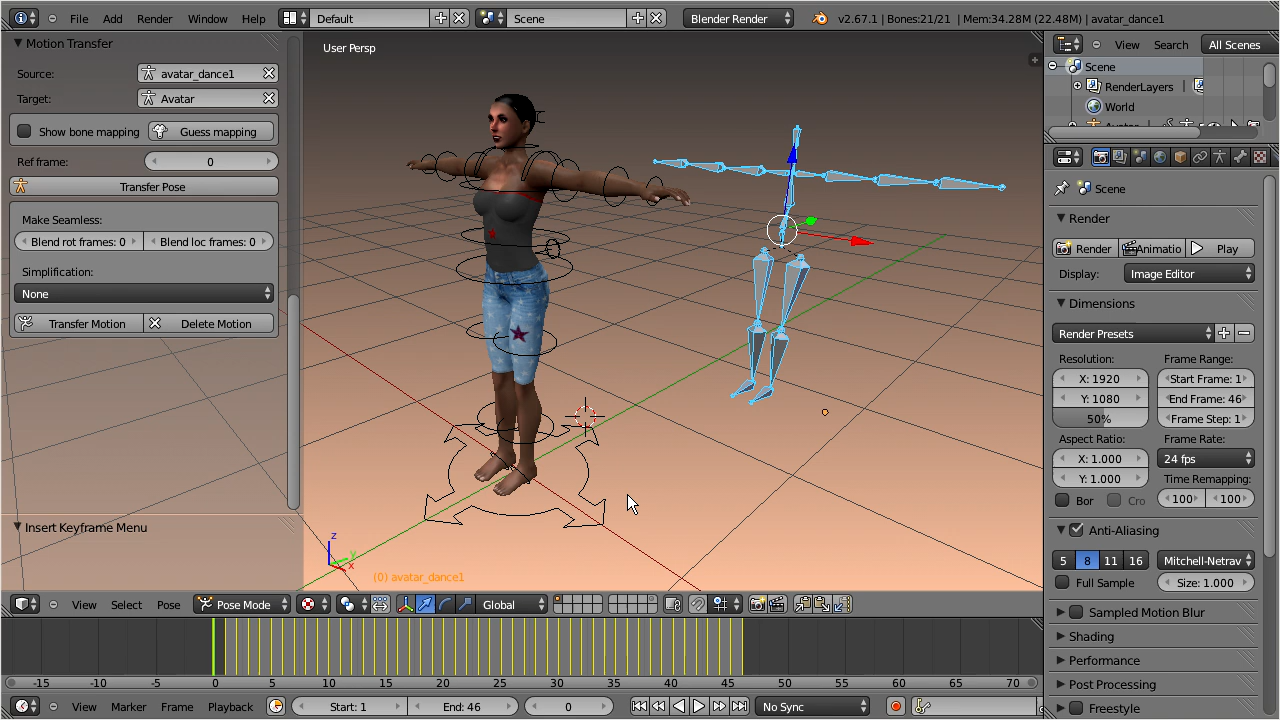 File Add Render Window Help Default Scene Blender Render v2.67.1 | Bones:21/21 | Mem:34.28M (22.48M) | avatar_dance1
Motion Transfer
Source: avatar_dance1
Target: Avatar
Show bone mapping Guess mapping
Ref frame: 0
Transfer Pose
Make Seamless:
Blend rot frames: 0 Blend loc frames: 0
Simplification:
None
Transfer Motion Delete Motion
Insert Keyframe Menu
User Persp
z
y
x
(0) avatar_dance1
View Search All Scenes
Scene
RenderLayers
World
Scene
Render
Render Animatio Play
Display: Image Editor
Dimensions
Render Presets
Resolution: Frame Range:
X: 1920 Start Frame: 1
Y: 1080 End Frame: 46
50% Frame Step: 1
Aspect Ratio: Frame Rate:
X: 1.000 24 fps
Y: 1.000 Time Remapping:
Bor Cro 100 100
Anti-Aliasing
5 8 11 16 Mitchell-Netrav
Full Sample Size: 1.000
Sampled Motion Blur
Shading
Performance
Post Processing
Freestyle
View Select Pose Pose Mode Global
-15 -10 -5 0 5 10 15 20 25 30 35 40 45 50 55 60 65 70
View Marker Frame Playback Start: 1 End: 46 0 No Sync